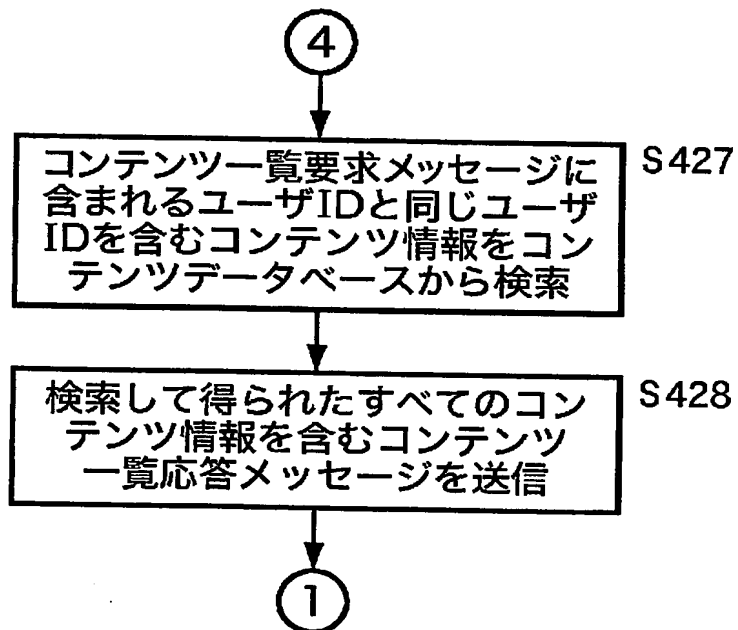 4
コンテンツ一覧要求メッセージに
含まれるユーザIDと同じユーザ
IDを含むコンテンツ情報をコン
テンツデータベースから検索
S427
検索して得られたすべてのコン
テンツ情報を含むコンテンツ
一覧応答メッセージを送信
S428
1